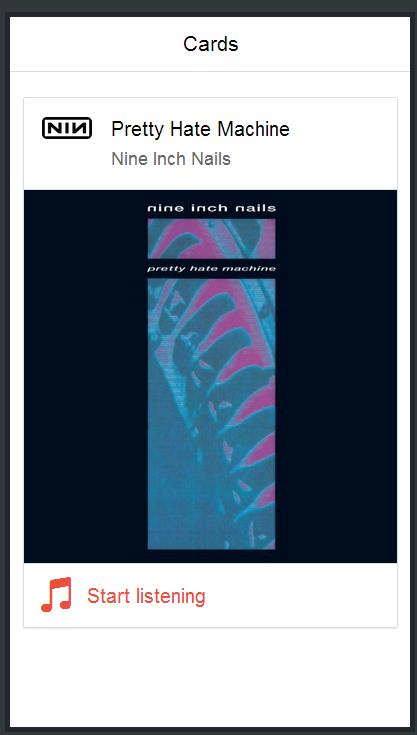 Cards
NIN
Pretty Hate Machine
Nine Inch Nails
nine inch nails
pretty hate machine
Start listening